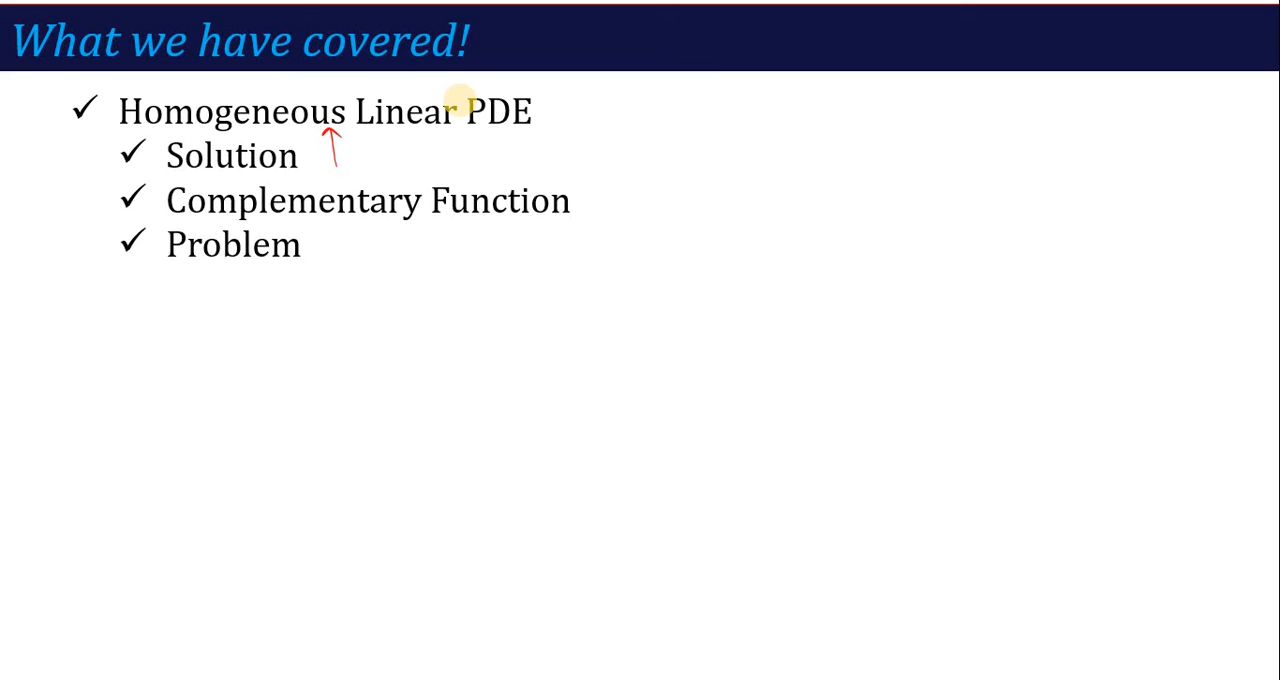 What we have covered!
✓ Homogeneous Linear PDE
✓ Solution
✓ Complementary Function
✓ Problem